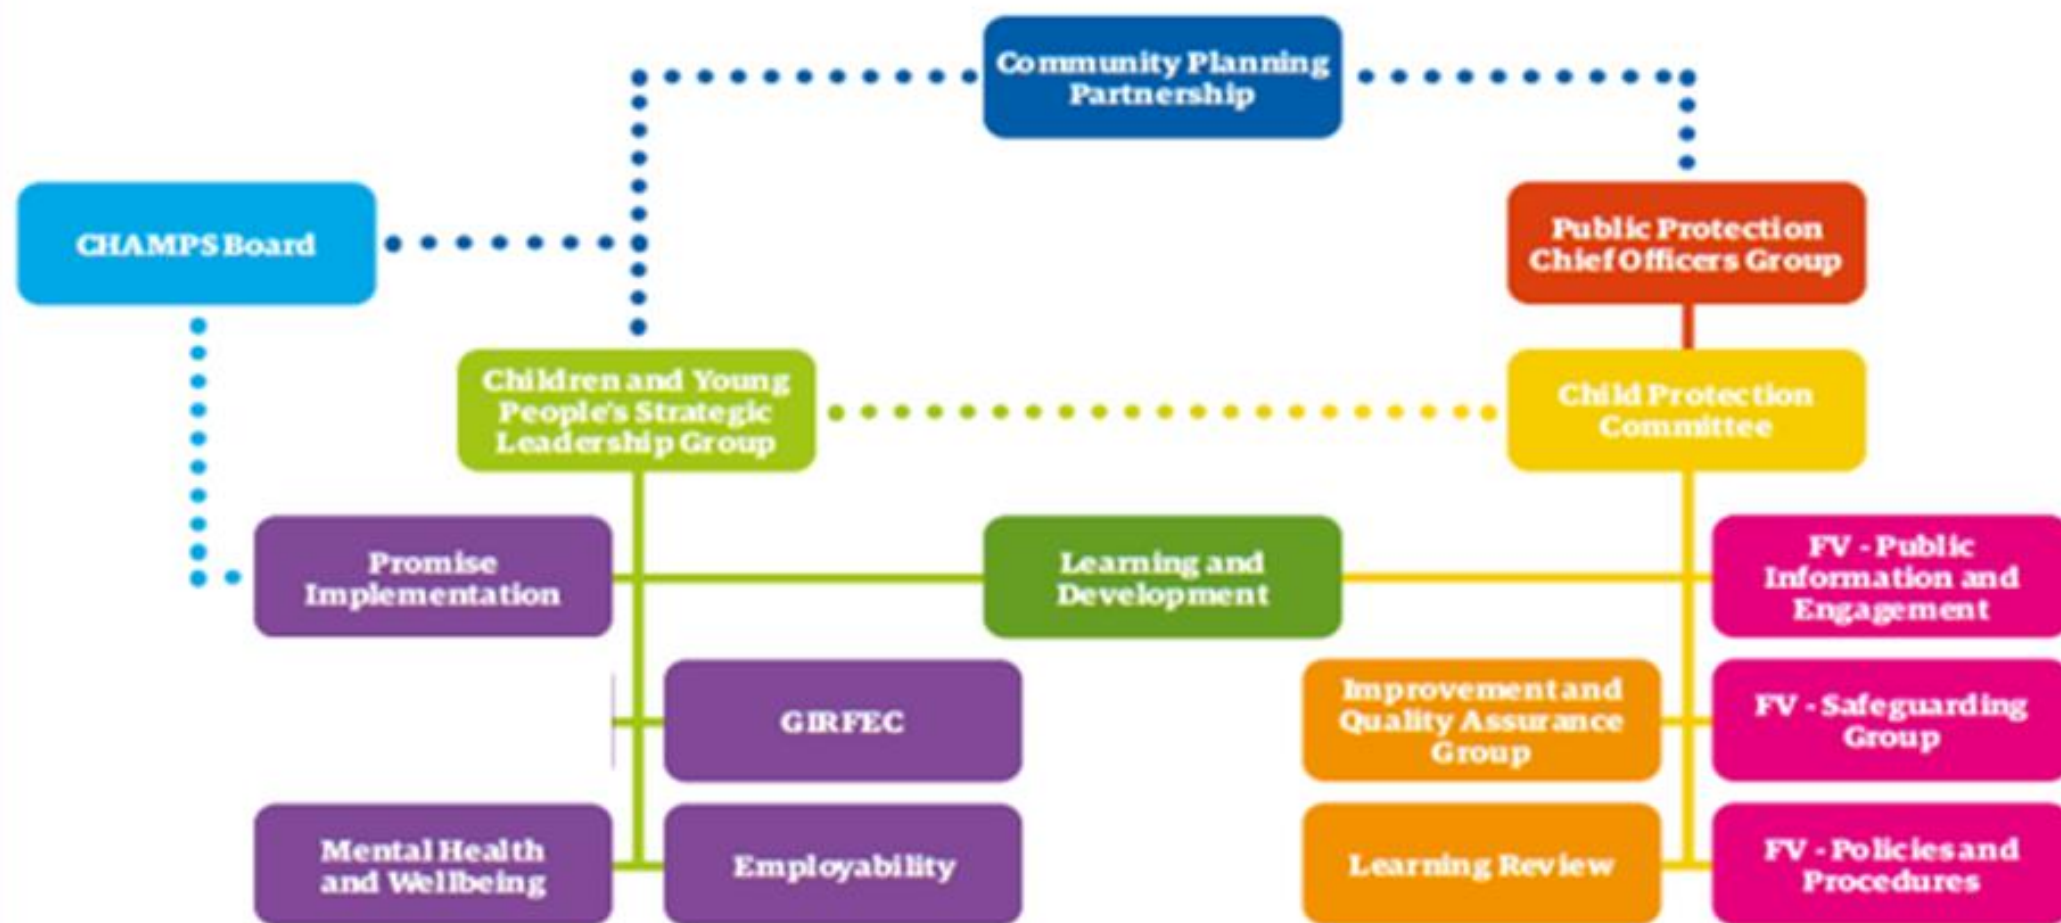 Community Planning
Partnership
CHAMPS Board
Public Protection
Chief Officers Group
Children and Young
People's Strategic
Leadership Group
Child Protection
Committee
Promise
Implementation
Learning and
Development
FV - Public
Information and
Engagement
GIRFEC
Improvement and
Quality Assurance
Group
FV - Safeguarding
Group
Mental Health
and Wellbeing
Employability
Learning Review
FV - Policies and
Procedures